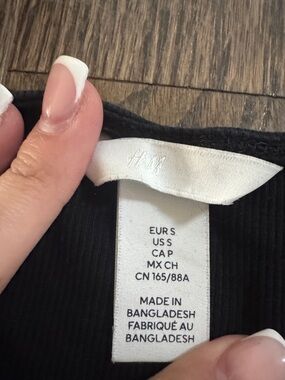 H&M
EUR S
US S
CA P
MX CH
CN 165/88A
MADE IN
BANGLADESH
FABRIQUÉ AU
BANGLADESH